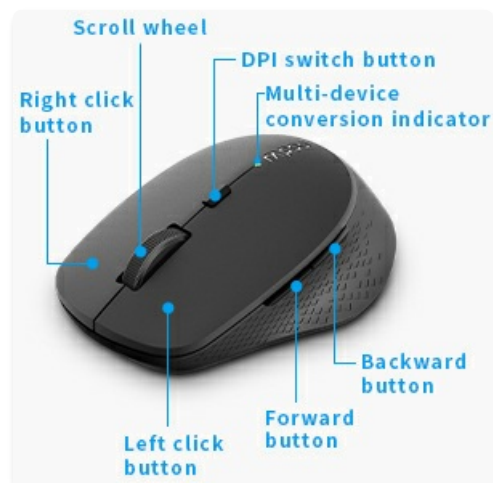 Scroll wheel
DPI switch button
Right click
button
Multi-device
conversion indicator
rapoo
Backward
button
Forward
button
Left click
button